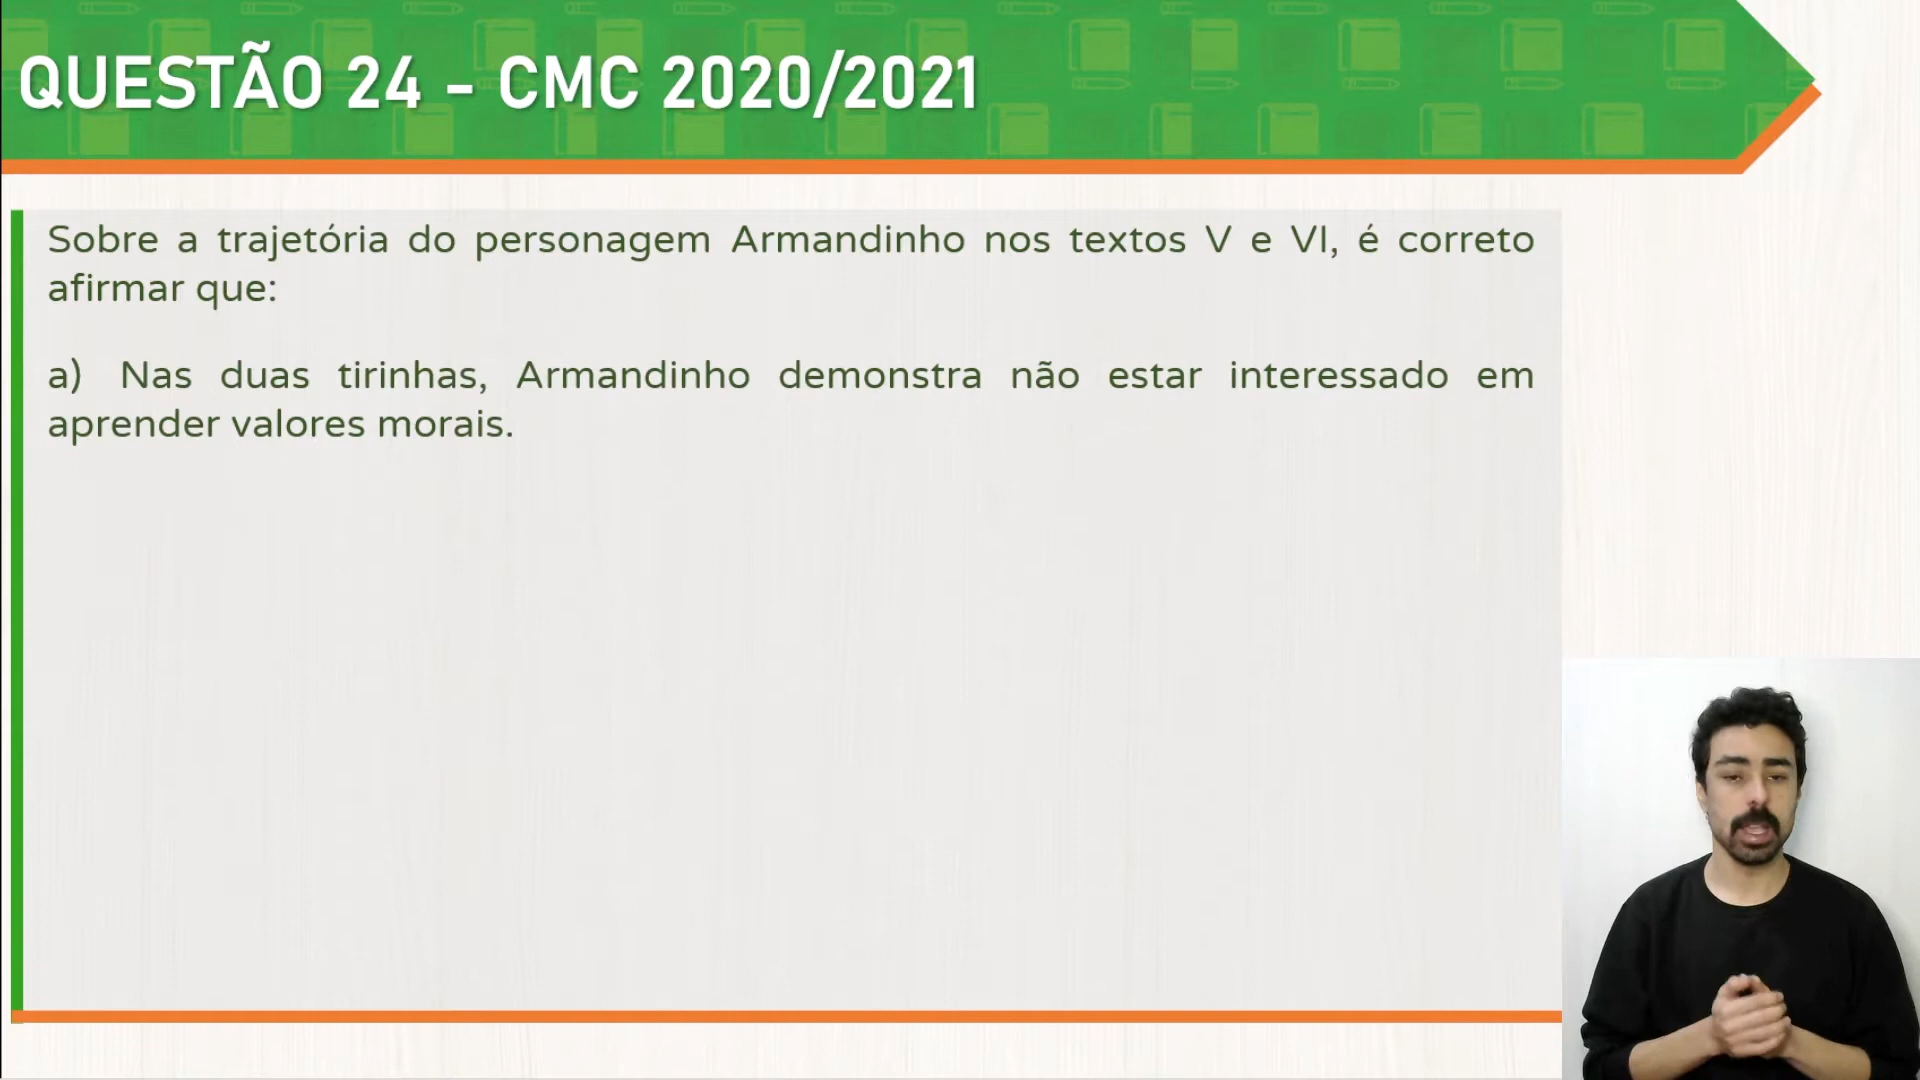 QUESTÃO 24 - CMC 2020/2021
Sobre a trajetória do personagem Armandinho nos textos V e VI, é correto
afirmar que:
a) Nas duas tirinhas, Armandinho demonstra não estar interessado em
aprender valores morais.